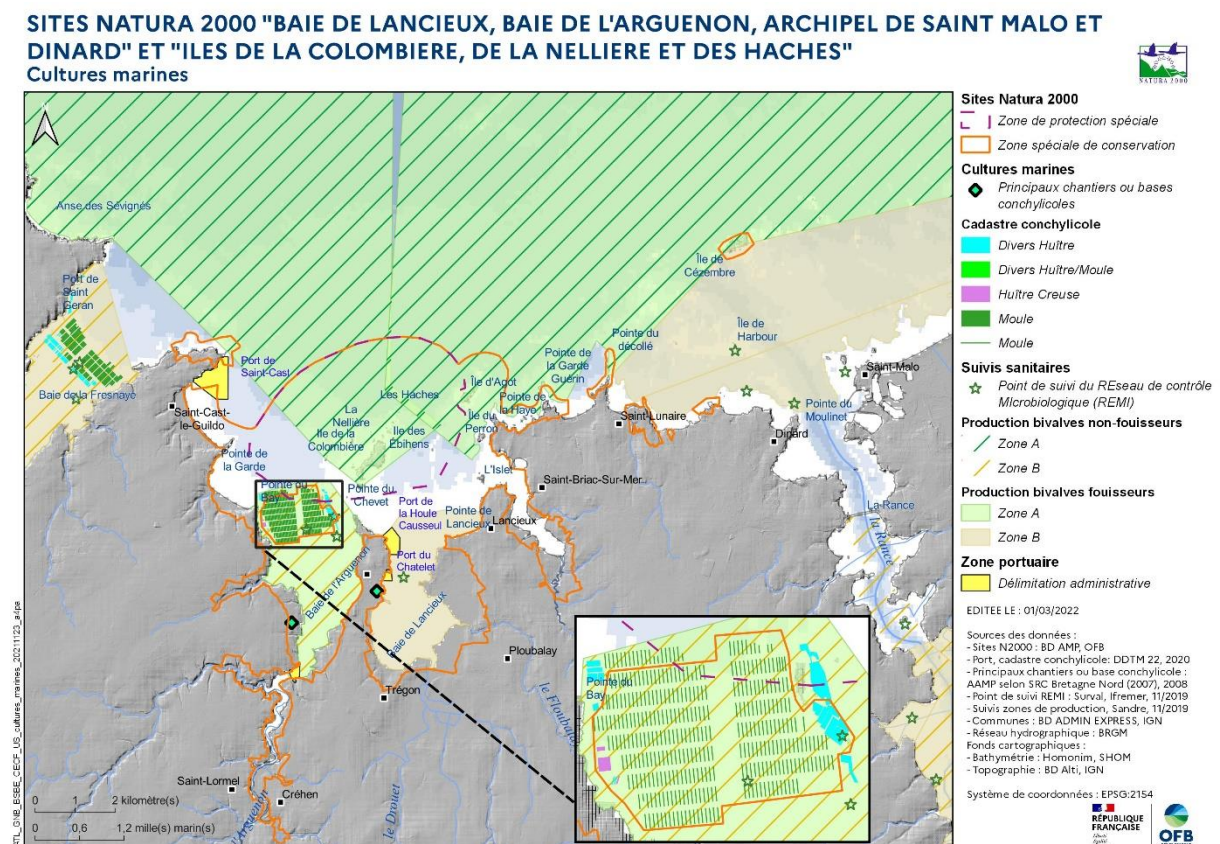 SITES NATURA 2000 "BAIE DE LANCIEUX, BAIE DE L'ARGUENON, ARCHIPEL DE SAINT MALO ET
DINARD" ET "ILES DE LA COLOMBIERE, DE LA NELLIERE ET DES HACHES"
Cultures marines
NATURA 2000
Anse des Sévignés
Port de
Saint
Geran
Baie de la Fresnaye
Port de
Saint-Cast
Saint-Cast-
le-Guildo
Pointe de
la Garde
La
Nellière
Ile de la
Colombière
Les Haches
Ile des
Ébihens
Île d'Agot
Pointe de
la Haye
Île du
Perron
Pointe de
la Garde
Guérin
Pointe du
décollé
Île de
Cézembre
Île de
Harbour
Saint-Malo
Pointe du
Moulinet
Saint-Lunaire
Dinard
L'Islet
Saint-Briac-Sur-Mer
Pointe du
Bay
Pointe du
Chevet
Port de
la Houle
Causseul
Pointe de
Lancieux
Lancieux
La-Rance
la Rance
Port du
Chatelet
Baie de l'Arguenon
Baie de Lancieux
Ploubalay
Trégon
le Floubalay
Saint-Lormel
Créhen
l'Arguenon
le Drouet
Pointe du
Bay
0 1 2 kilomètre(s)
0 0,6 1,2 mille(s) marin(s)
Sites Natura 2000
Zone de protection spéciale
Zone spéciale de conservation
Cultures marines
Principaux chantiers ou bases
conchylicoles
Cadastre conchylicole
Divers Huître
Divers Huître/Moule
Huître Creuse
Moule
Moule
Suivis sanitaires
Point de suivi du REseau de contrôle
MIcrobiologique (REMI)
Production bivalves non-fouisseurs
Zone A
Zone B
Production bivalves fouisseurs
Zone A
Zone B
Zone portuaire
Délimitation administrative
EDITEE LE : 01/03/2022
Sources des données :
- Sites N2000 : BD AMP, OFB
- Port, cadastre conchylicole: DDTM 22, 2020
- Principaux chantiers ou base conchylicole :
AAMP selon SRC Bretagne Nord (2007), 2008
- Point de suivi REMI : Surval, Ifremer, 11/2019
- Suivis zones de production, Sandre, 11/2019
- Communes : BD ADMIN EXPRESS, IGN
- Réseau hydrographique : BRGM
Fonds cartographiques :
- Bathymétrie : Homonim, SHOM
- Topographie : BD Alti, IGN
Système de coordonnées : EPSG:2154
RÉPUBLIQUE
FRANÇAISE
Liberté
Égalité
OFB